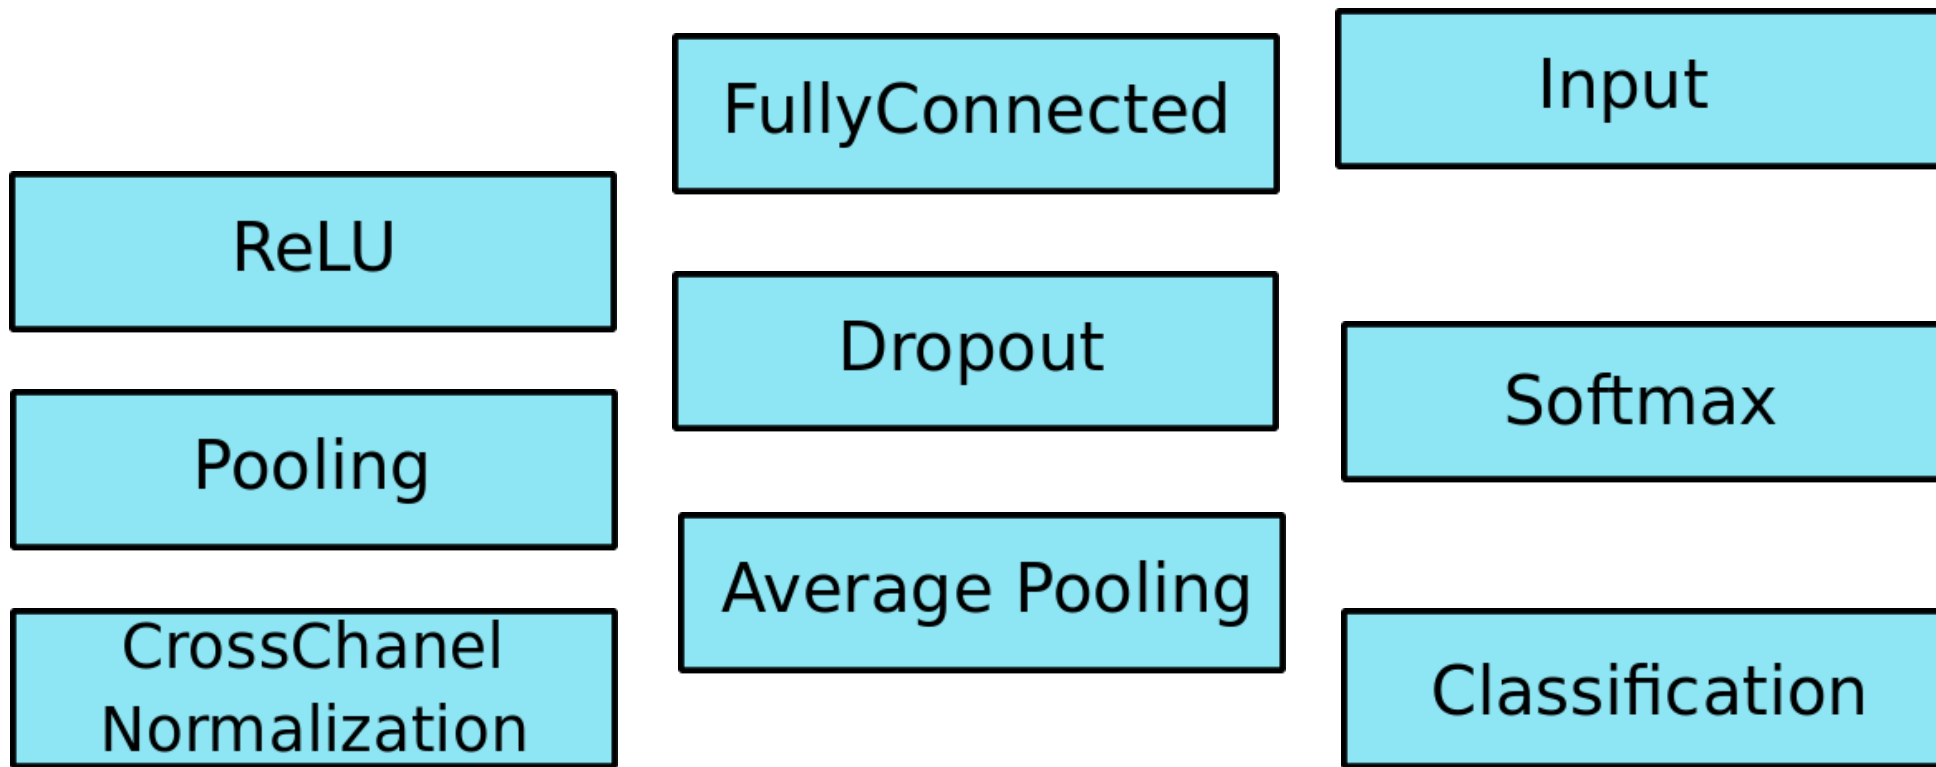 ReLU
Pooling
CrossChanel
Normalization
FullyConnected
Dropout
Average Pooling
Input
Softmax
Classification